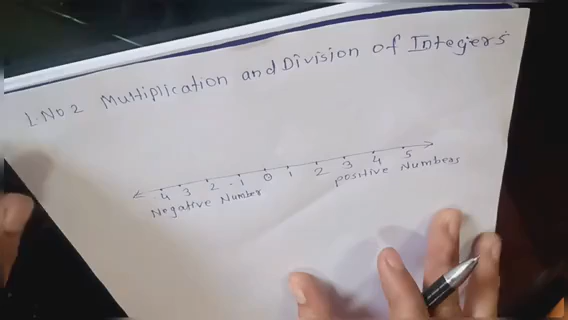 L.No 2 Multiplication and Division of Integers
-4 -3 -2 -1 0 1 2 3 4 5
Negative Number positive Numbers